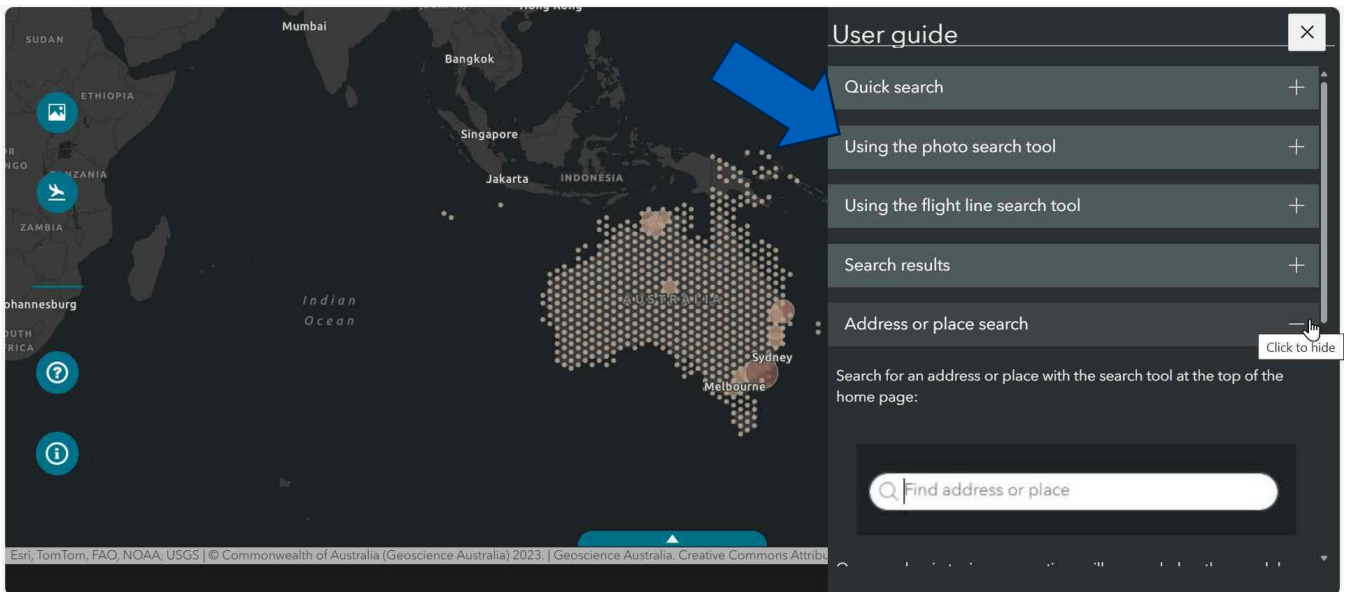 Mumbai
SUDAN
Bangkok
ETHIOPIA
Singapore
TANZANIA
Jakarta
INDONESIA
ZAMBIA
Indian
Ocean
AUSTRALIA
Sydney
Melbourne
Esri, TomTom, FAO, NOAA, USGS | © Commonwealth of Australia (Geoscience Australia) 2023. | Geoscience Australia. Creative Commons Attribu
User guide
Quick search
Using the photo search tool
Using the flight line search tool
Search results
Address or place search
Click to hide
Search for an address or place with the search tool at the top of the
home page:
Find address or place